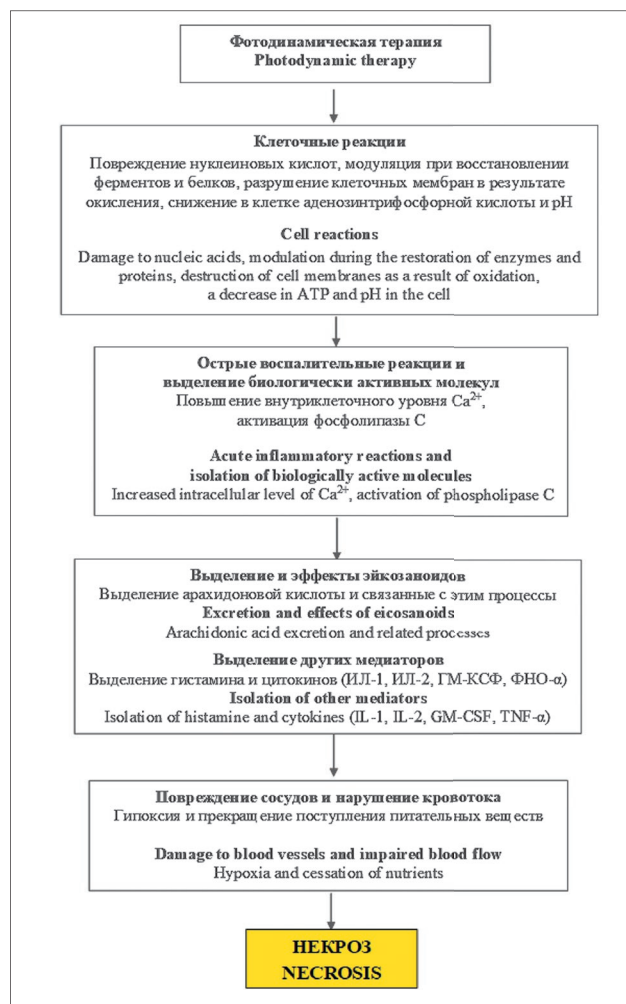 Фотодинамическая терапия
Photodynamic therapy
Клеточные реакции
Повреждение нуклеиновых кислот, модуляция при восстановлении
ферментов и белков, разрушение клеточных мембран в результате
окисления, снижение в клетке аденозинтрифосфорной кислоты и pH
Cell reactions
Damage to nucleic acids, modulation during the restoration of enzymes and
proteins, destruction of cell membranes as a result of oxidation,
a decrease in ATP and pH in the cell
Острые воспалительные реакции и
выделение биологически активных молекул
Повышение внутриклеточного уровня Ca²⁺,
активация фосфолипазы С
Acute inflammatory reactions and
isolation of biologically active molecules
Increased intracellular level of Ca²⁺, activation of phospholipase C
Выделение и эффекты эйкозаноидов
Выделение арахидоновой кислоты и связанные с этим процессы
Excretion and effects of eicosanoids
Arachidonic acid excretion and related processes
Выделение других медиаторов
Выделение гистамина и цитокинов (ИЛ-1, ИЛ-2, ГМ-КСФ, ФНО-α)
Isolation of other mediators
Isolation of histamine and cytokines (IL-1, IL-2, GM-CSF, TNF-α)
Повреждение сосудов и нарушение кровотока
Гипоксия и прекращение поступления питательных веществ
Damage to blood vessels and impaired blood flow
Hypoxia and cessation of nutrients
НЕКРОЗ
NECROSIS